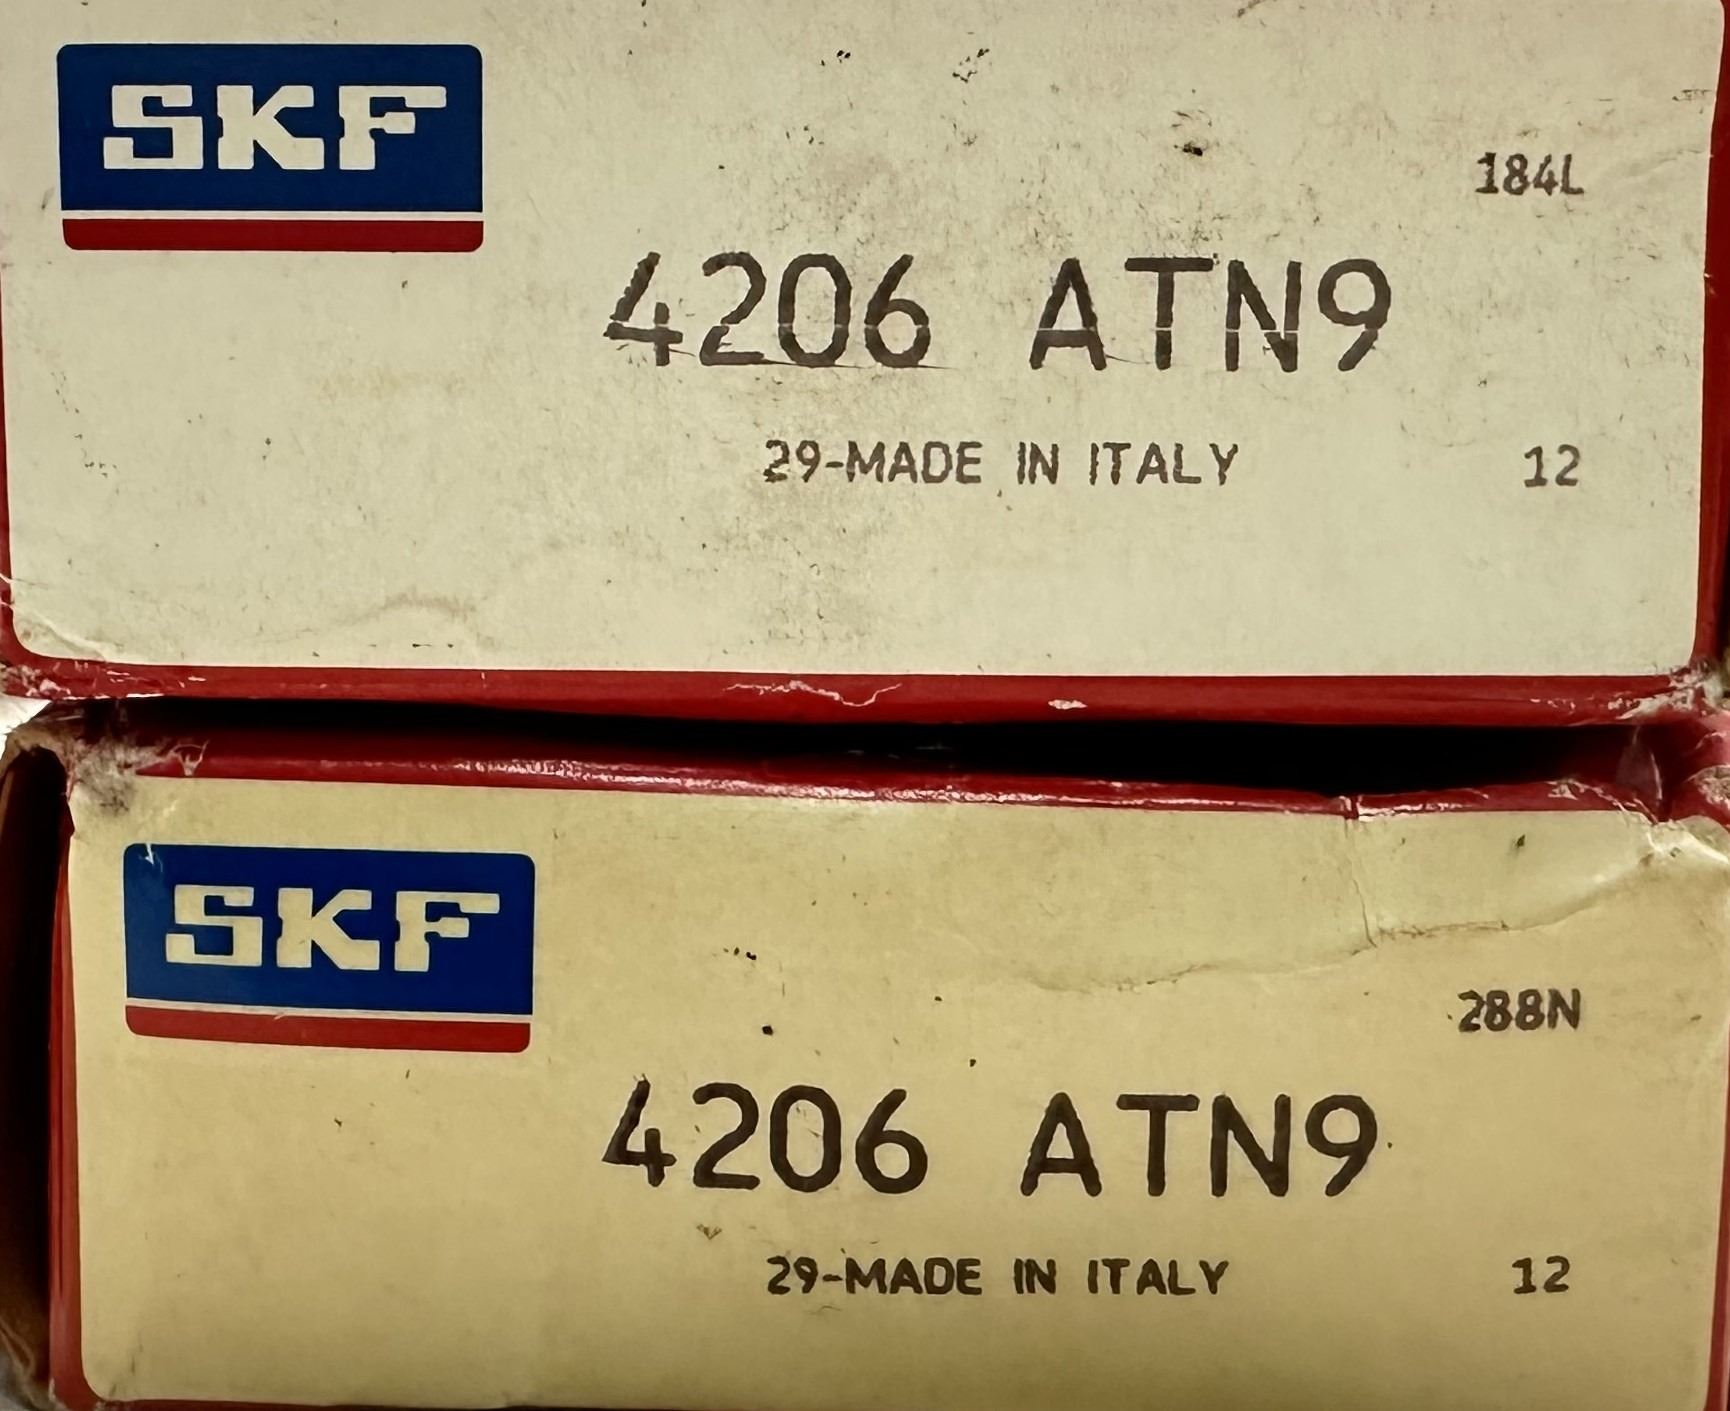 SKF
184L
4206 ATN9
29-MADE IN ITALY 12
SKF
288N
4206 ATN9
29-MADE IN ITALY 12